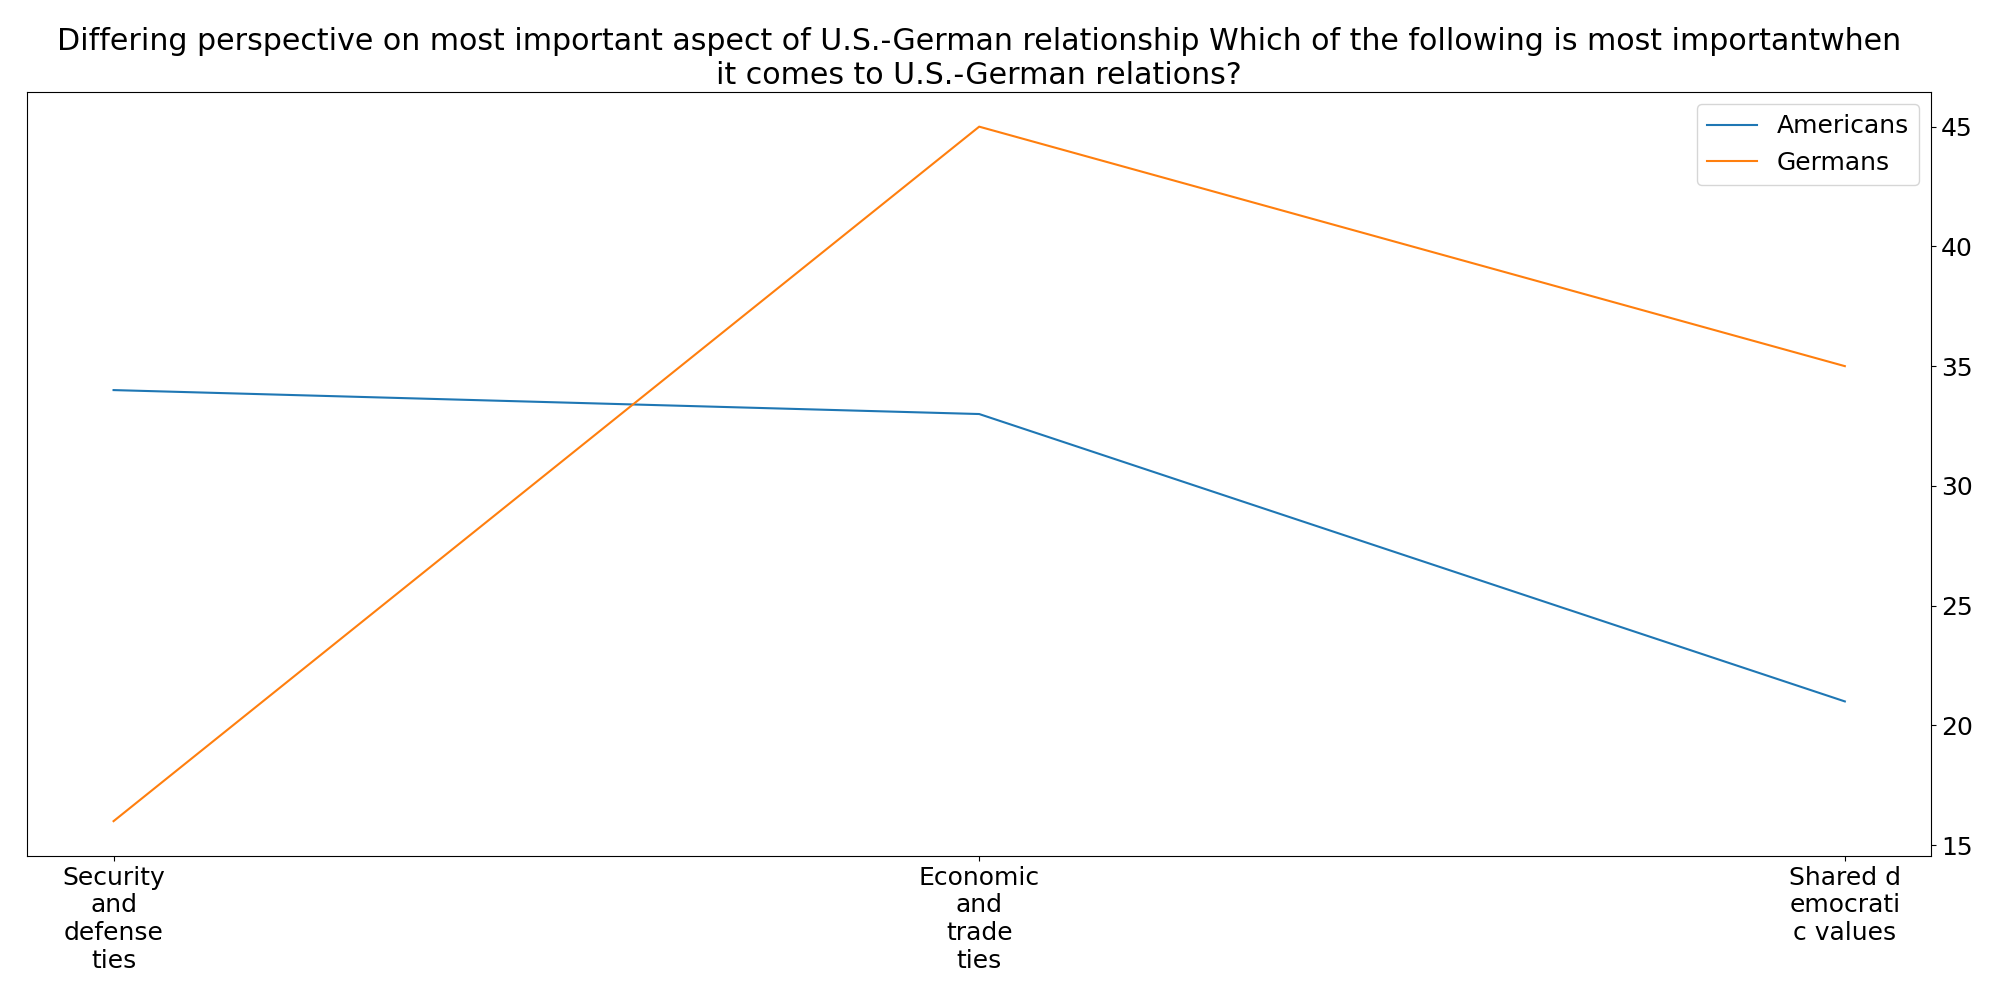 Differing perspective on most important aspect of U.S.-German relationship Which of the following is most importantwhen
it comes to U.S.-German relations?
Americans
Germans
45
40
35
30
25
20
15
Security
and
defense
ties
Economic
and
trade
ties
Shared d
emocrati
c values